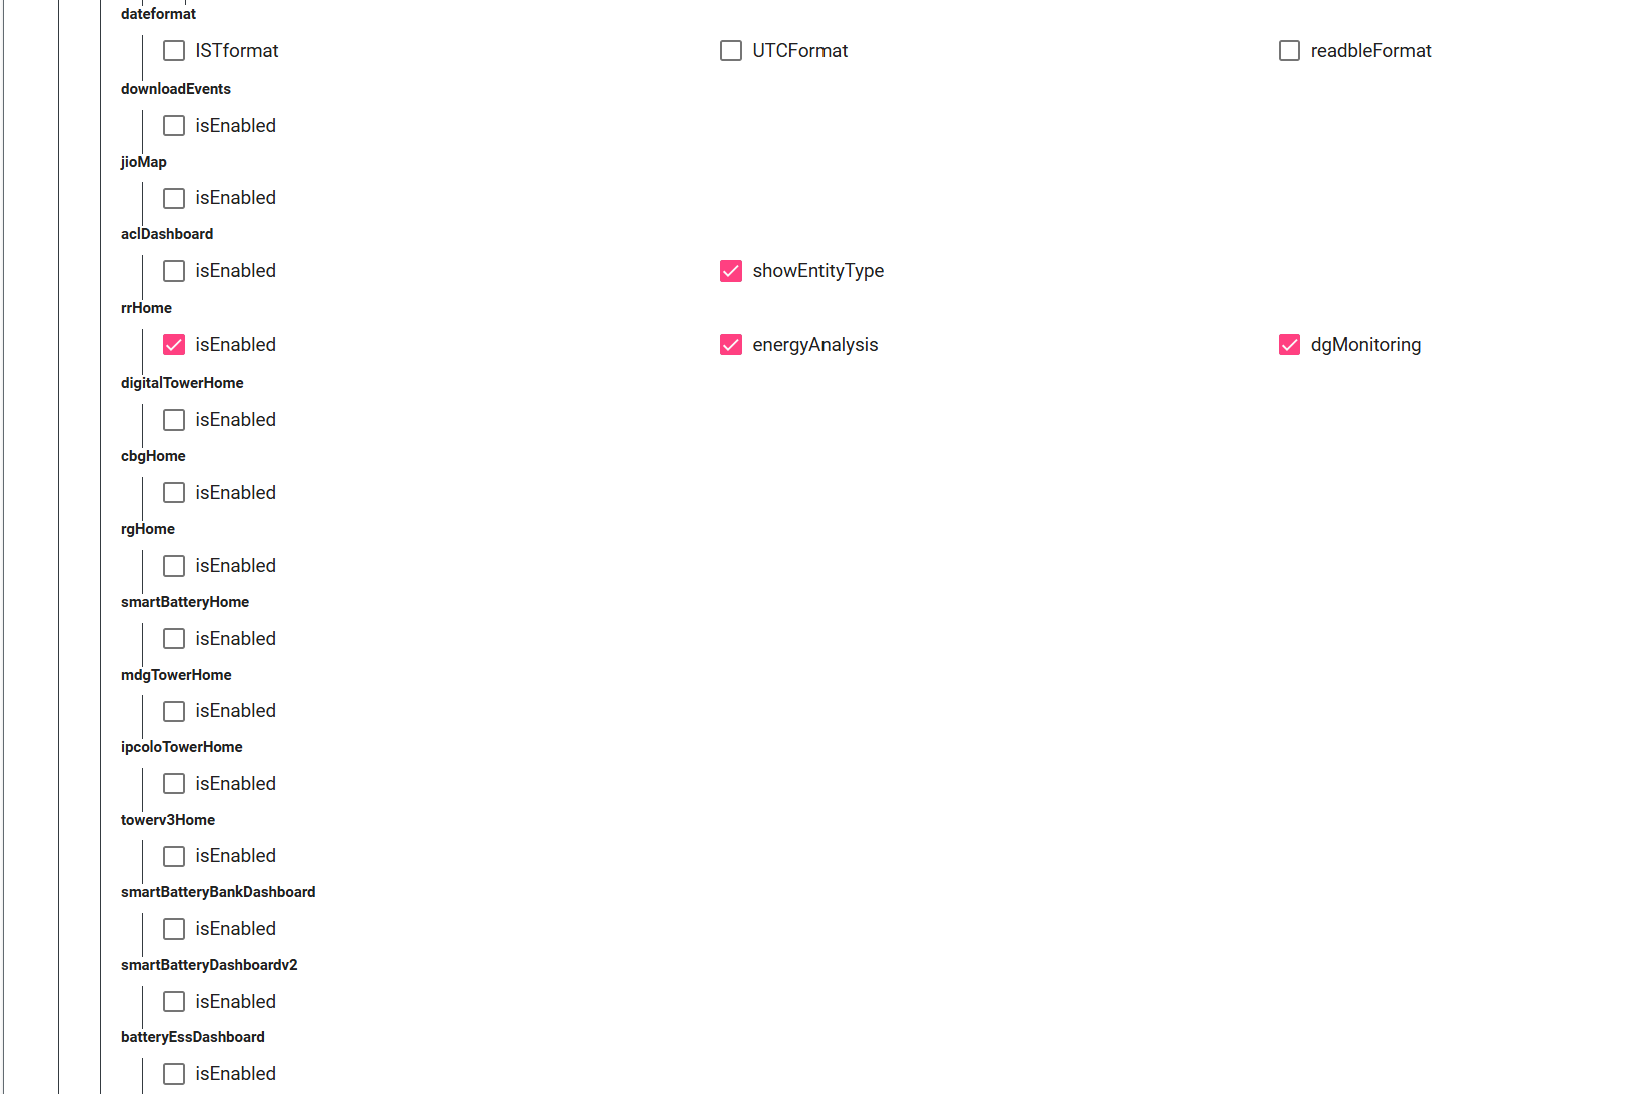 dateformat
ISTformat UTCFormat readbleFormat
downloadEvents
isEnabled
jioMap
isEnabled
aclDashboard
isEnabled showEntityType
rrHome
isEnabled energyAnalysis dgMonitoring
digitalTowerHome
isEnabled
cbgHome
isEnabled
rgHome
isEnabled
smartBatteryHome
isEnabled
mdgTowerHome
isEnabled
ipcoloTowerHome
isEnabled
towerv3Home
isEnabled
smartBatteryBankDashboard
isEnabled
smartBatteryDashboardv2
isEnabled
batteryEssDashboard
isEnabled